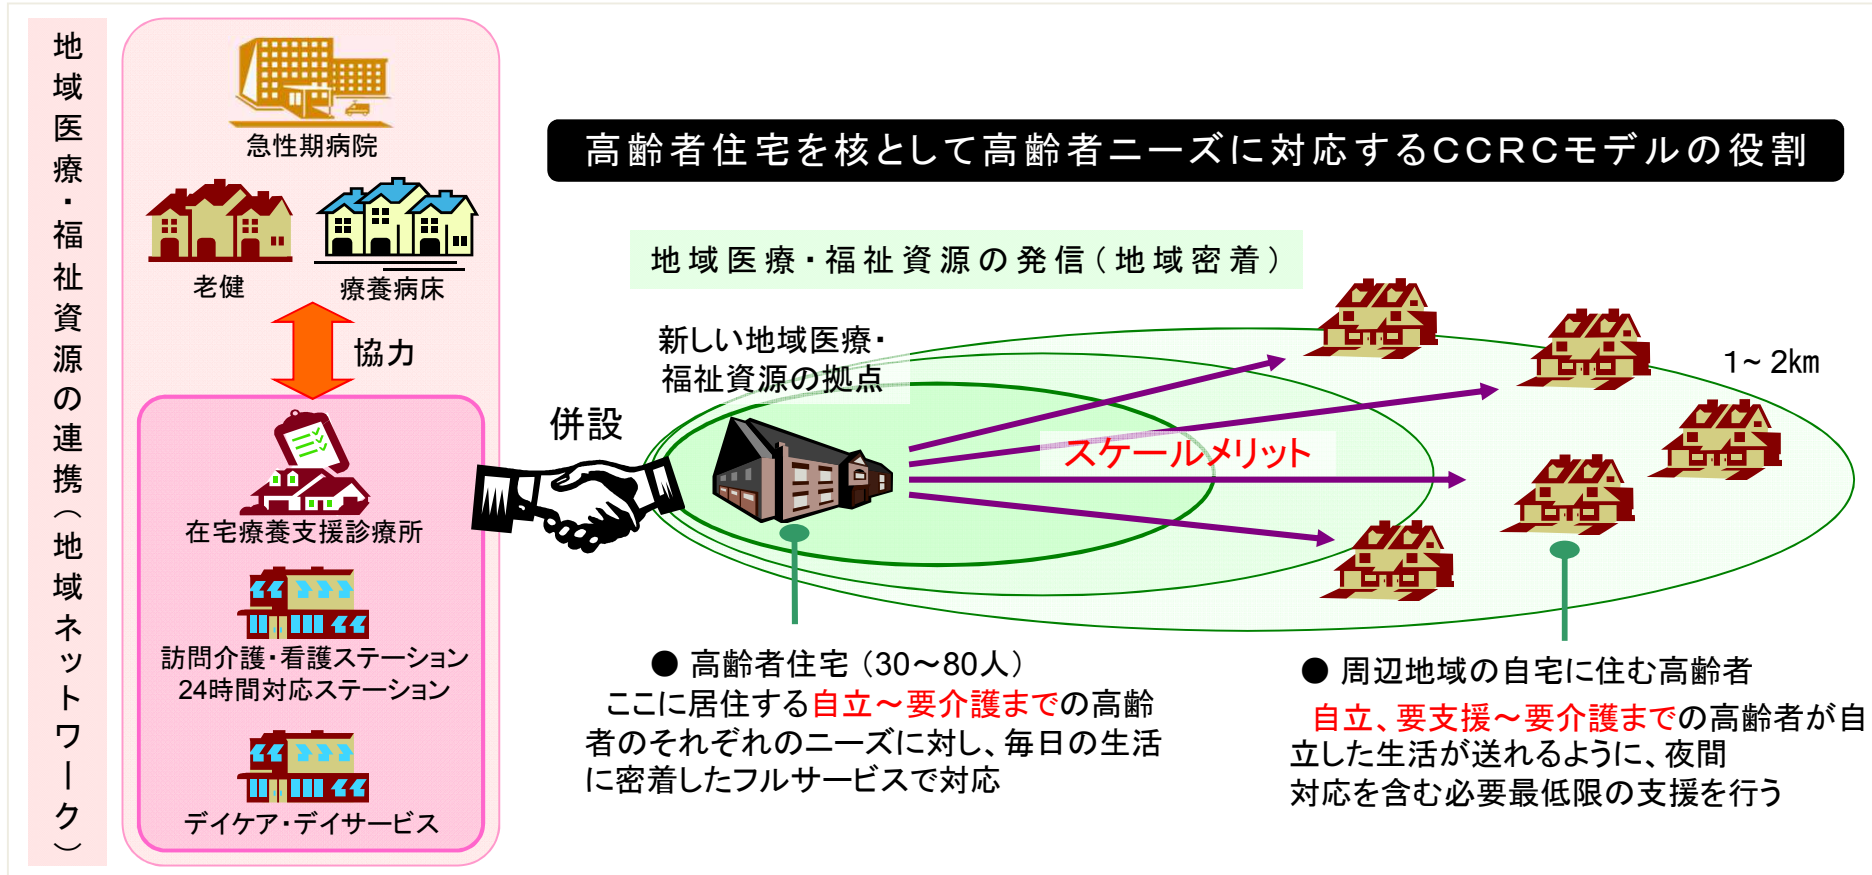 地域医療・福祉資源の連携（地域ネットワーク）
急性期病院
老健
療養病床
協力
在宅療養支援診療所
訪問介護・看護ステーション
24時間対応ステーション
デイケア・デイサービス
高齢者住宅を核として高齢者ニーズに対応するCCRCモデルの役割
地域医療・福祉資源の発信（地域密着）
新しい地域医療・
福祉資源の拠点
併設
スケールメリット
1~ 2km
● 高齢者住宅（30～80人）
ここに居住する自立～要介護までの高齢
者のそれぞれのニーズに対し、毎日の生活
に密着したフルサービスで対応
● 周辺地域の自宅に住む高齢者
自立、要支援～要介護までの高齢者が自
立した生活が送れるように、夜間
対応を含む必要最低限の支援を行う